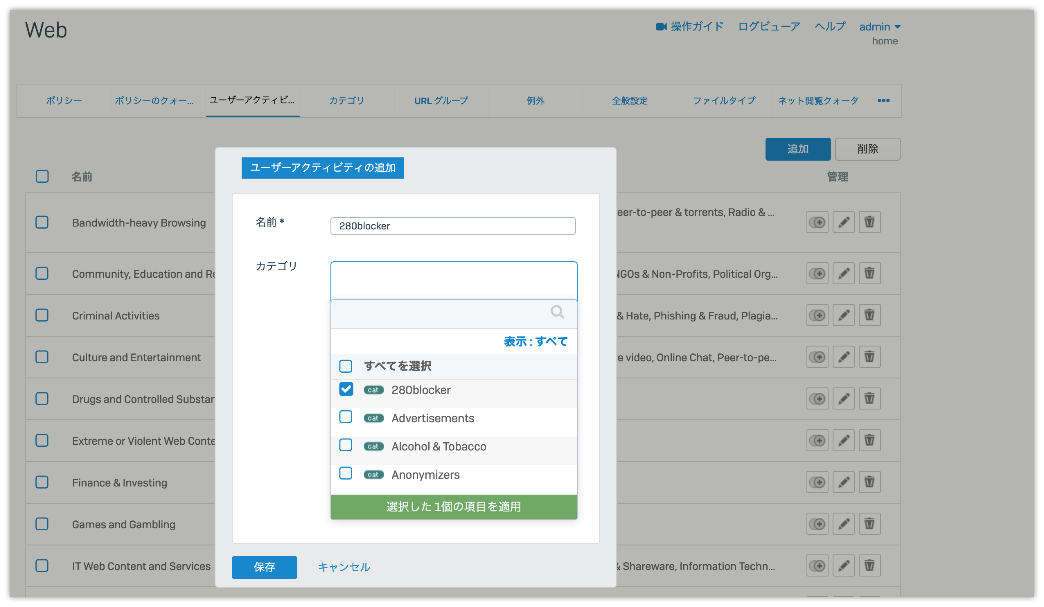 Web
操作ガイド ログビューア ヘルプ admin
home
ポリシー ポリシーのクォー... ユーザーアクティビ... カテゴリ URL グループ 例外 全般設定 ファイルタイプ ネット閲覧クォータ •••
追加 削除
名前 管理
ユーザーアクティビティの追加
名前 * 280blocker
カテゴリ
表示 : すべて
すべてを選択
cat 280blocker
cat Advertisements
cat Alcohol & Tobacco
cat Anonymizers
選択した 1個の項目を適用
保存 キャンセル
Bandwidth-heavy Browsing eer-to-peer & torrents, Radio & ...
Community, Education and Re NGOs & Non-Profits, Political Org...
Criminal Activities & Hate, Phishing & Fraud, Plagia...
Culture and Entertainment e video, Online Chat, Peer-to-pe...
Drugs and Controlled Substan
Extreme or Violent Web Conte
Finance & Investing
Games and Gambling
IT Web Content and Services & Shareware, Information Techn...